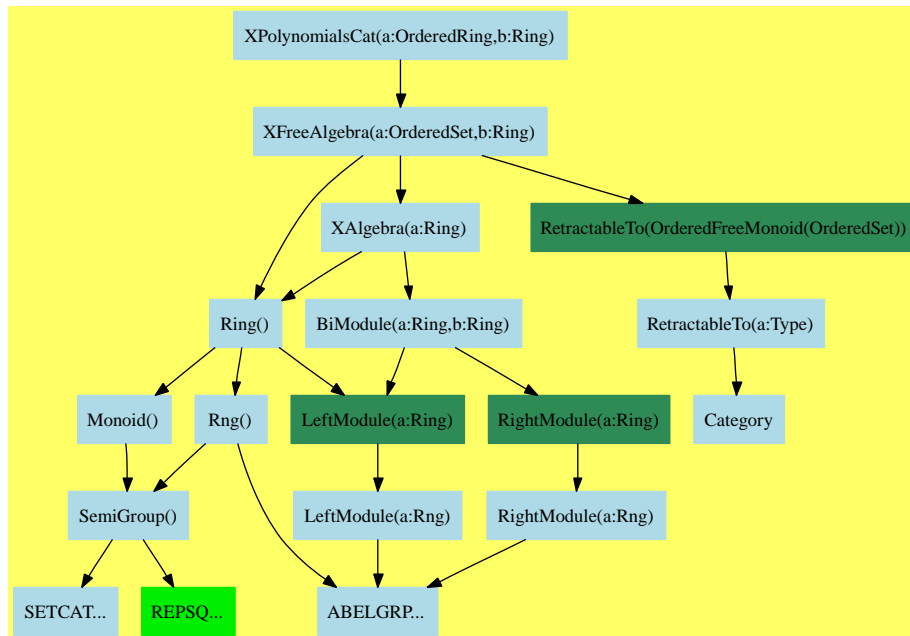 XPolynomialsCat(a:OrderedRing,b:Ring)
XFreeAlgebra(a:OrderedSet,b:Ring)
XAlgebra(a:Ring)
RetractableTo(OrderedFreeMonoid(OrderedSet))
Ring()
BiModule(a:Ring,b:Ring)
RetractableTo(a:Type)
Monoid()
Rng()
LeftModule(a:Ring)
RightModule(a:Ring)
Category
SemiGroup()
LeftModule(a:Rng)
RightModule(a:Rng)
SETCAT...
REPSQ...
ABELGRP...